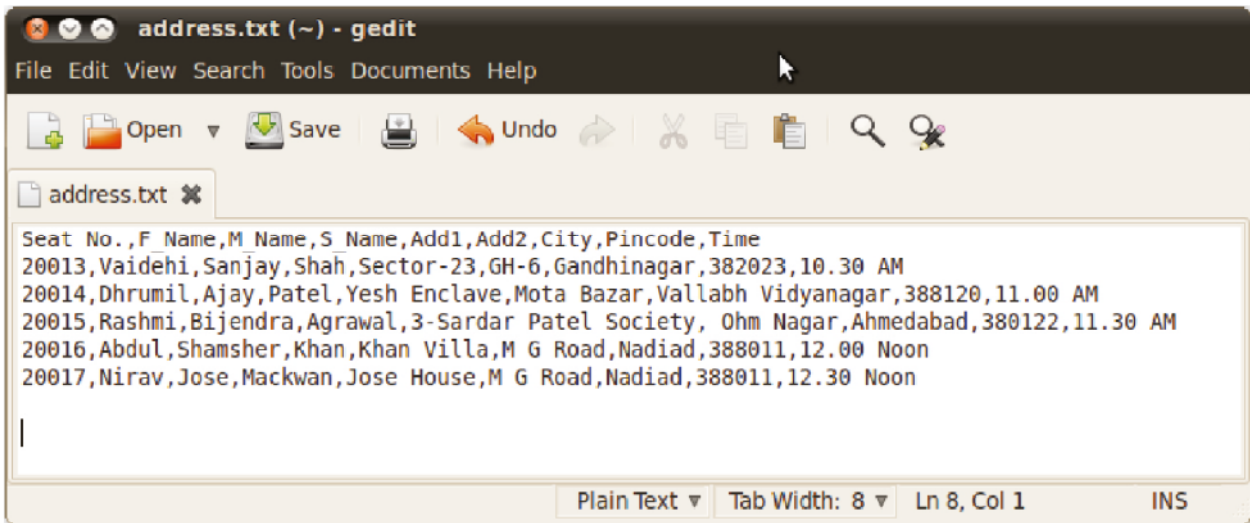 address.txt (~) - gedit
File Edit View Search Tools Documents Help
Open Save Undo
address.txt
Seat No.,F_Name,M_Name,S_Name,Add1,Add2,City,Pincode,Time
20013,Vaidehi,Sanjay,Shah,Sector-23,GH-6,Gandhinagar,382023,10.30 AM
20014,Dhrumil,Ajay,Patel,Yesh Enclave,Mota Bazar,Vallabh Vidyanagar,388120,11.00 AM
20015,Rashmi,Bijendra,Agrawal,3-Sardar Patel Society, Ohm Nagar,Ahmedabad,380122,11.30 AM
20016,Abdul,Shamsher,Khan,Khan Villa,M G Road,Nadiad,388011,12.00 Noon
20017,Nirav,Jose,Mackwan,Jose House,M G Road,Nadiad,388011,12.30 Noon
Plain Text Tab Width: 8 Ln 8, Col 1 INS